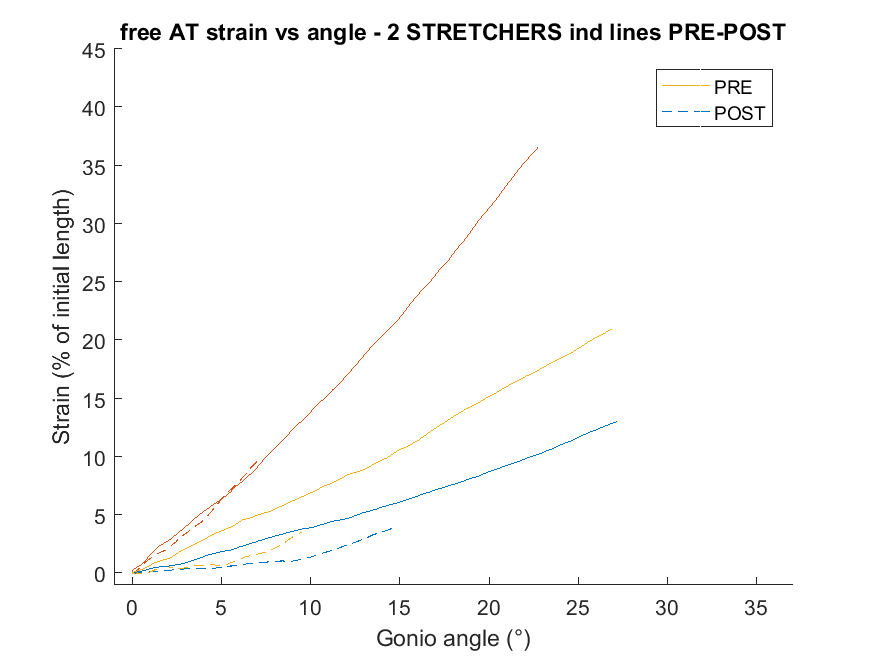 free AT strain vs angle - 2 STRETCHERS ind lines PRE-POST
45
40
35
30
25
20
15
10
5
0
Strain (% of initial length)
PRE
POST
0 5 10 15 20 25 30 35
Gonio angle (°)